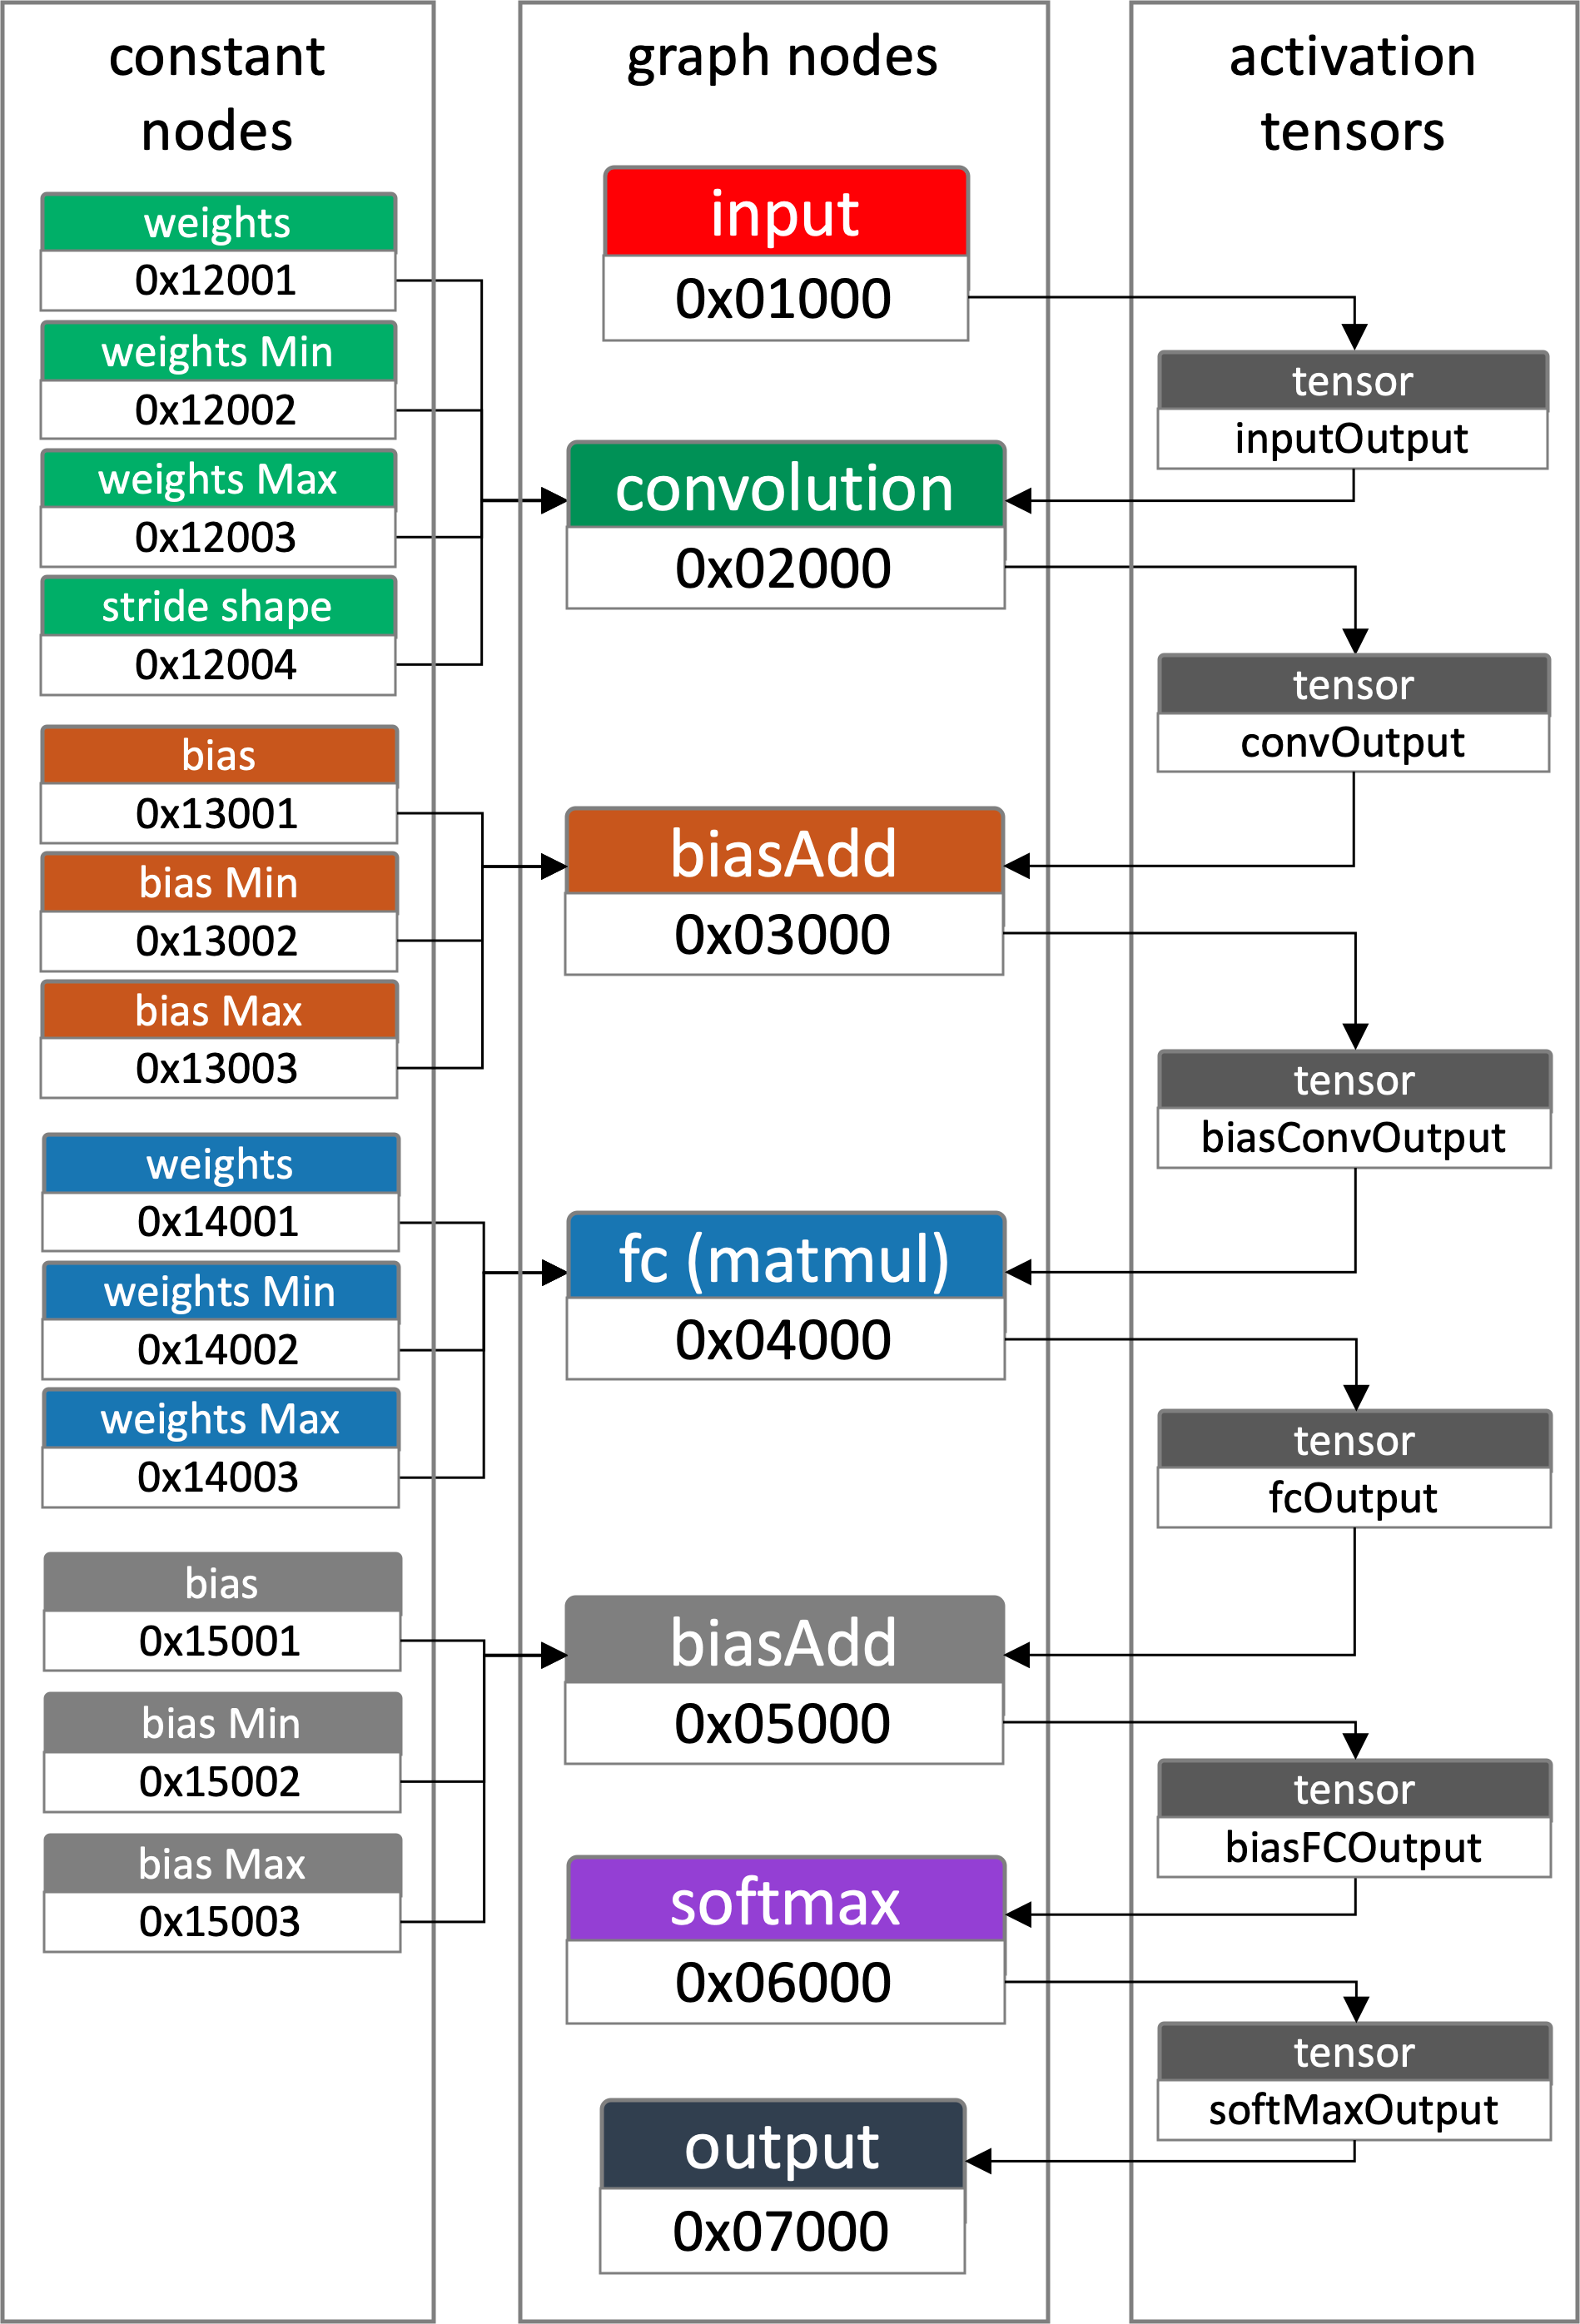 constant
nodes
weights
0x12001
weights Min
0x12002
weights Max
0x12003
stride shape
0x12004
bias
0x13001
bias Min
0x13002
bias Max
0x13003
weights
0x14001
weights Min
0x14002
weights Max
0x14003
bias
0x15001
bias Min
0x15002
bias Max
0x15003
graph nodes
input
0x01000
convolution
0x02000
biasAdd
0x03000
fc (matmul)
0x04000
biasAdd
0x05000
softmax
0x06000
output
0x07000
activation
tensors
tensor
inputOutput
tensor
convOutput
tensor
biasConvOutput
tensor
fcOutput
tensor
biasFCOutput
tensor
softMaxOutput